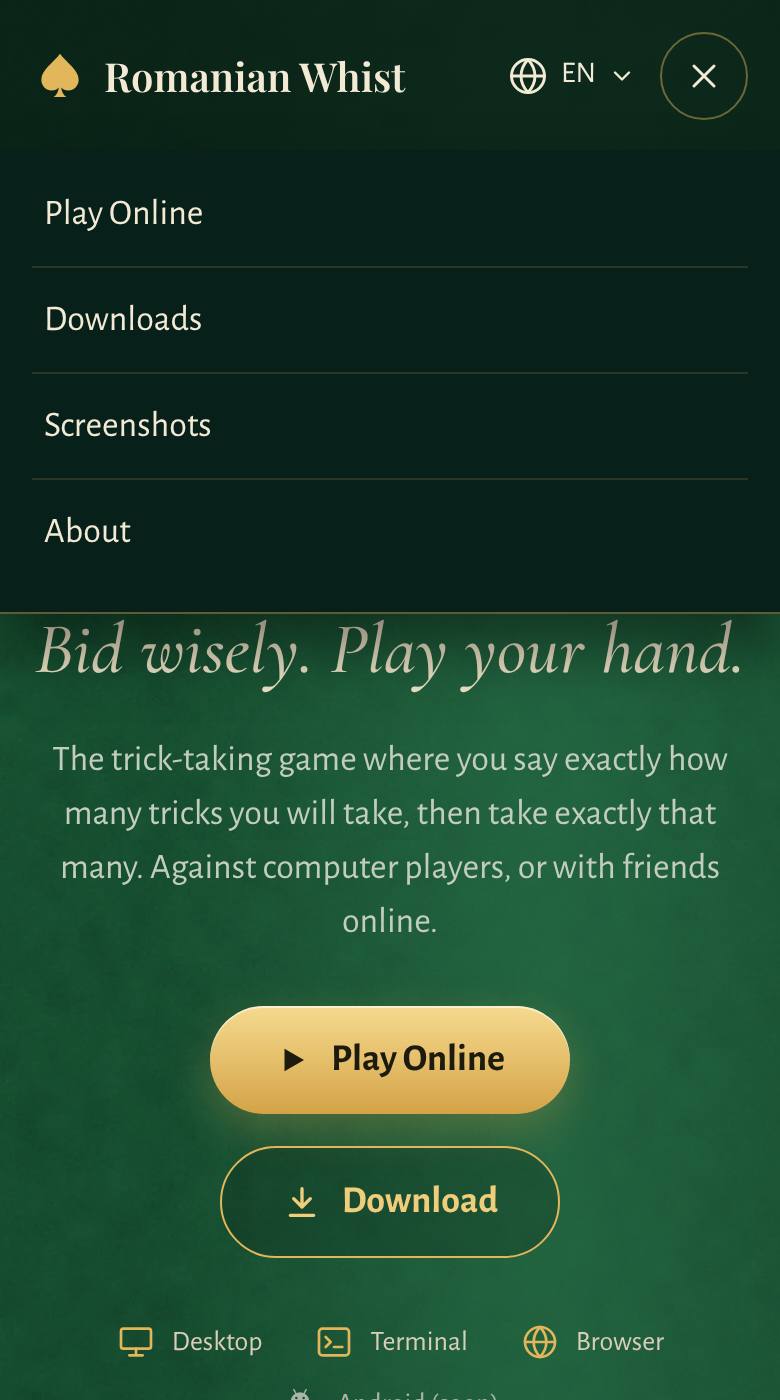 Romanian Whist
EN
Play Online
Downloads
Screenshots
About
Bid wisely. Play your hand.
The trick-taking game where you say exactly how
many tricks you will take, then take exactly that
many. Against computer players, or with friends
online.
Play Online
Download
Desktop
Terminal
Browser
Android (soon)